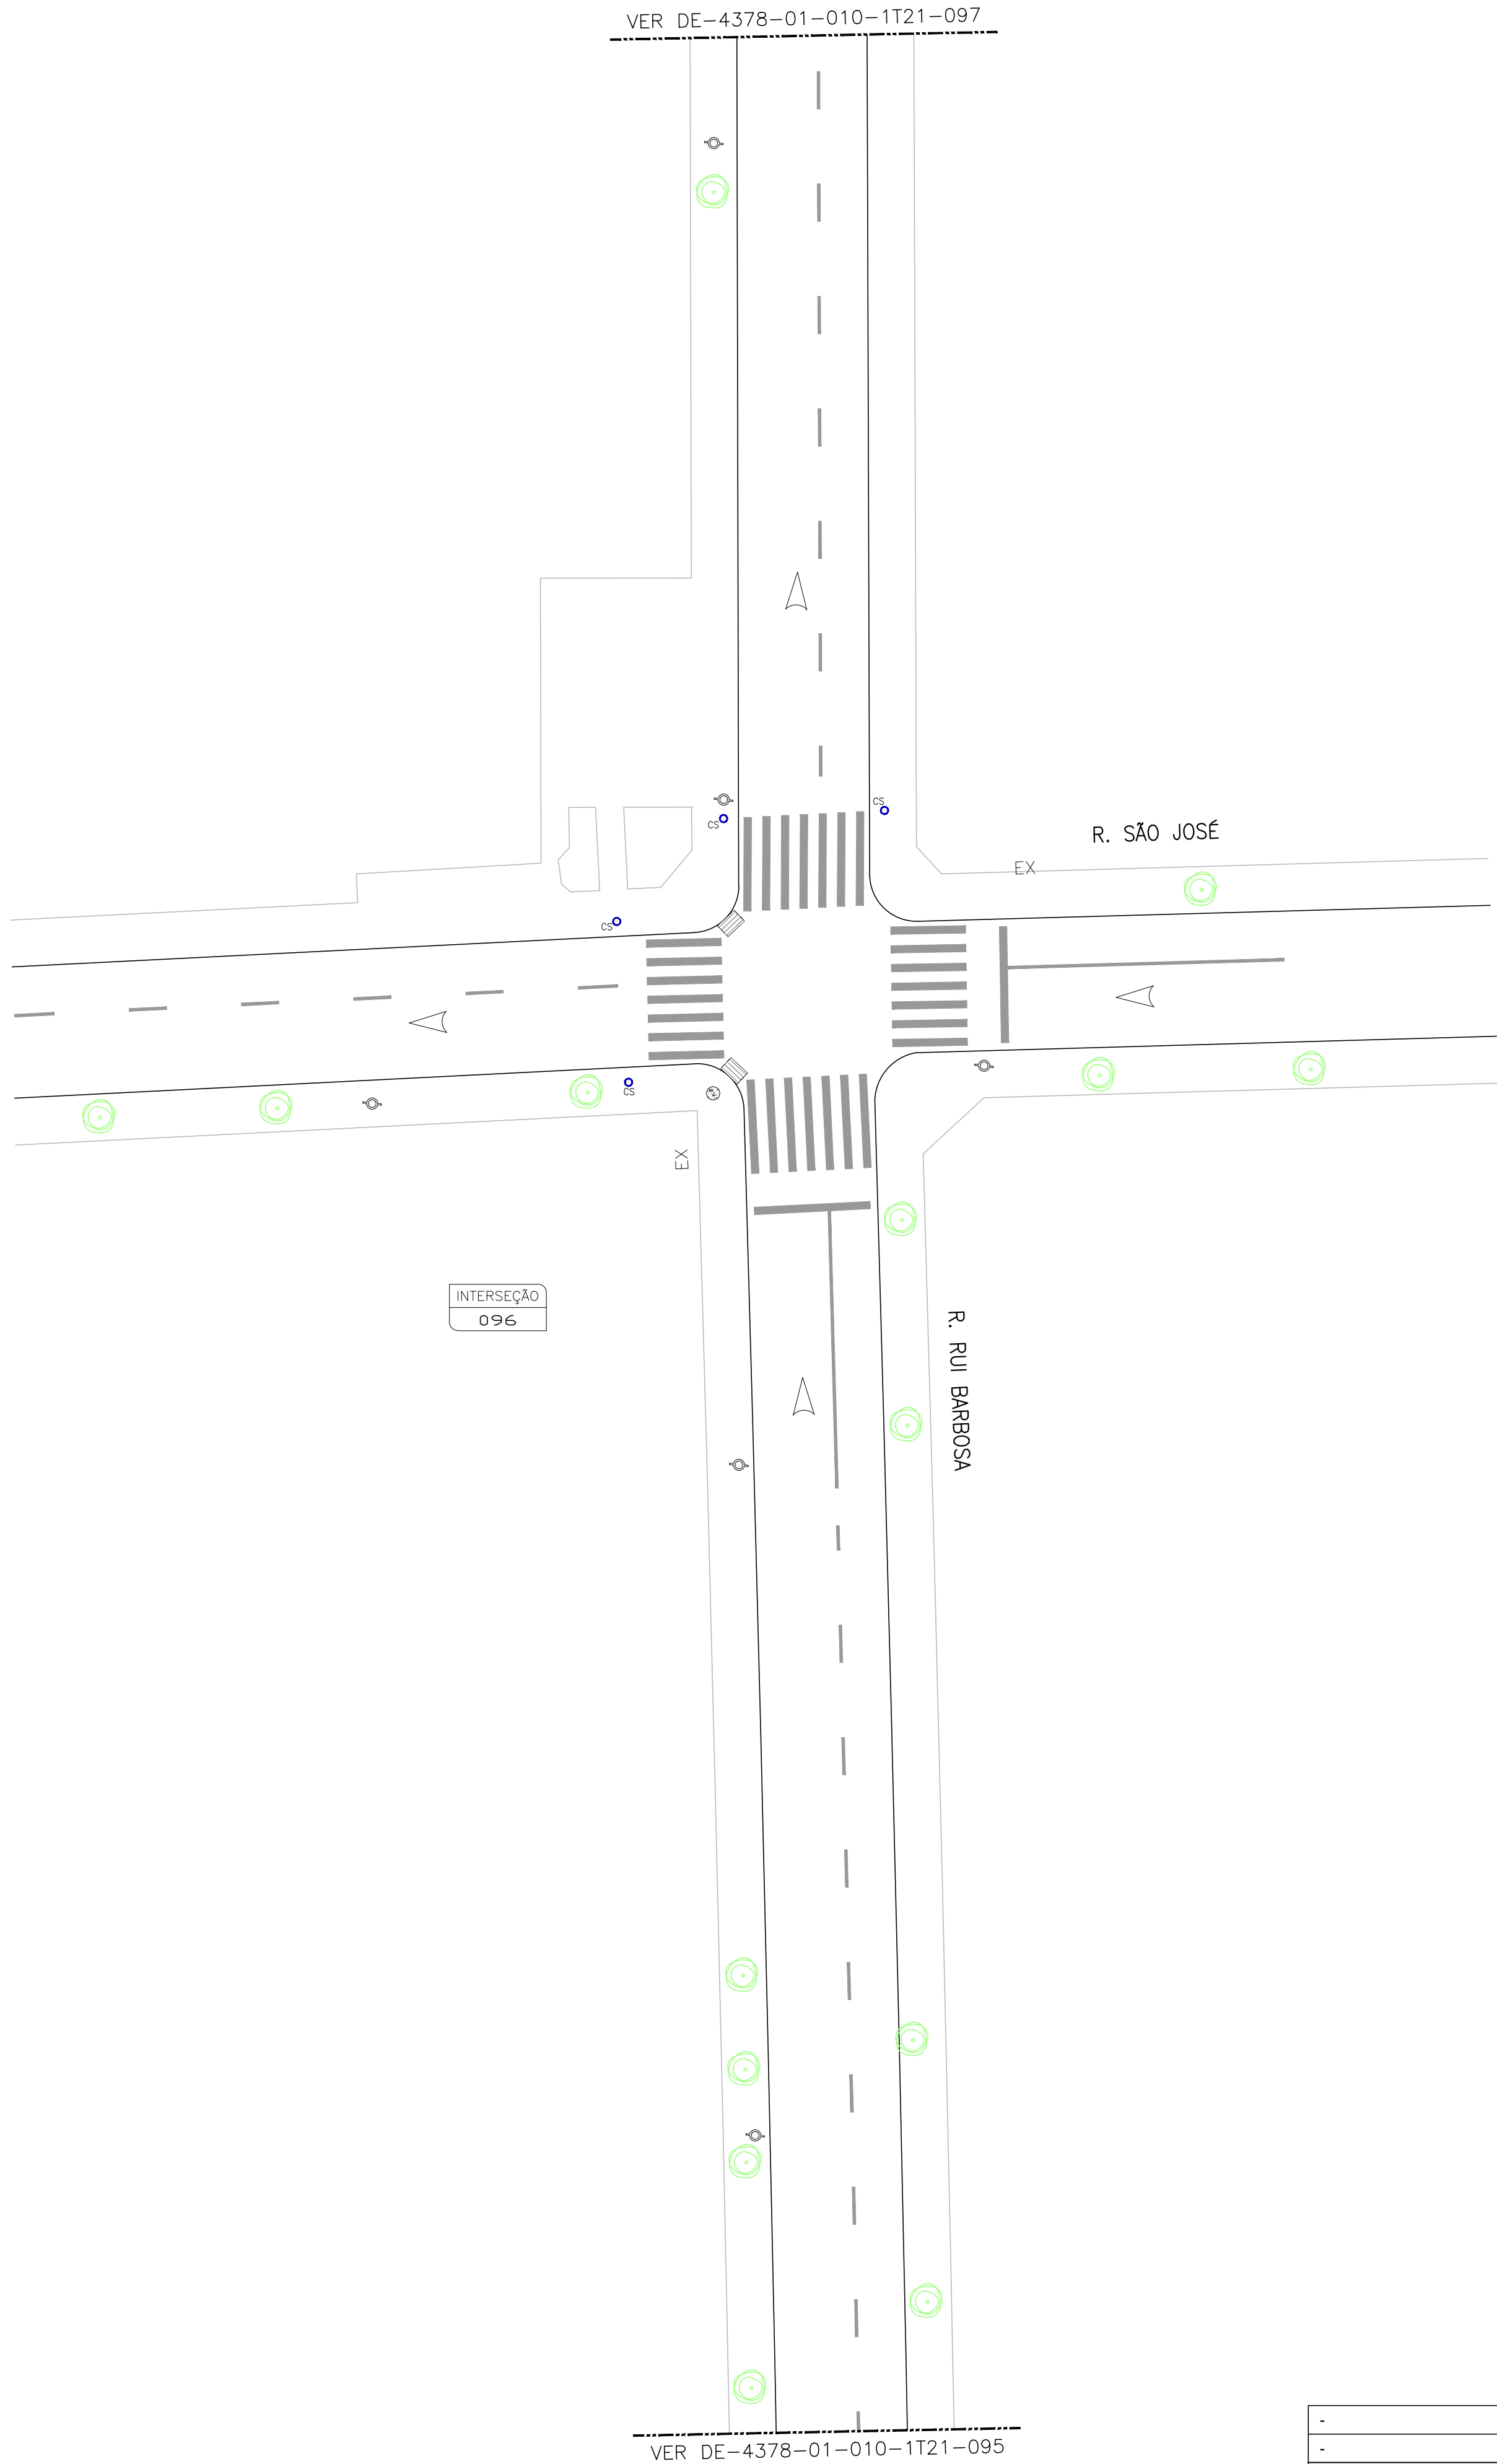 VER DE-4378-01-010-1T21-097
CS
CS
R. SÃO JOSÉ
EX
CS
CS
EX
INTERSEÇÃO
096
R. RUI BARBOSA
-
-
VER DE-4378-01-010-1T21-095